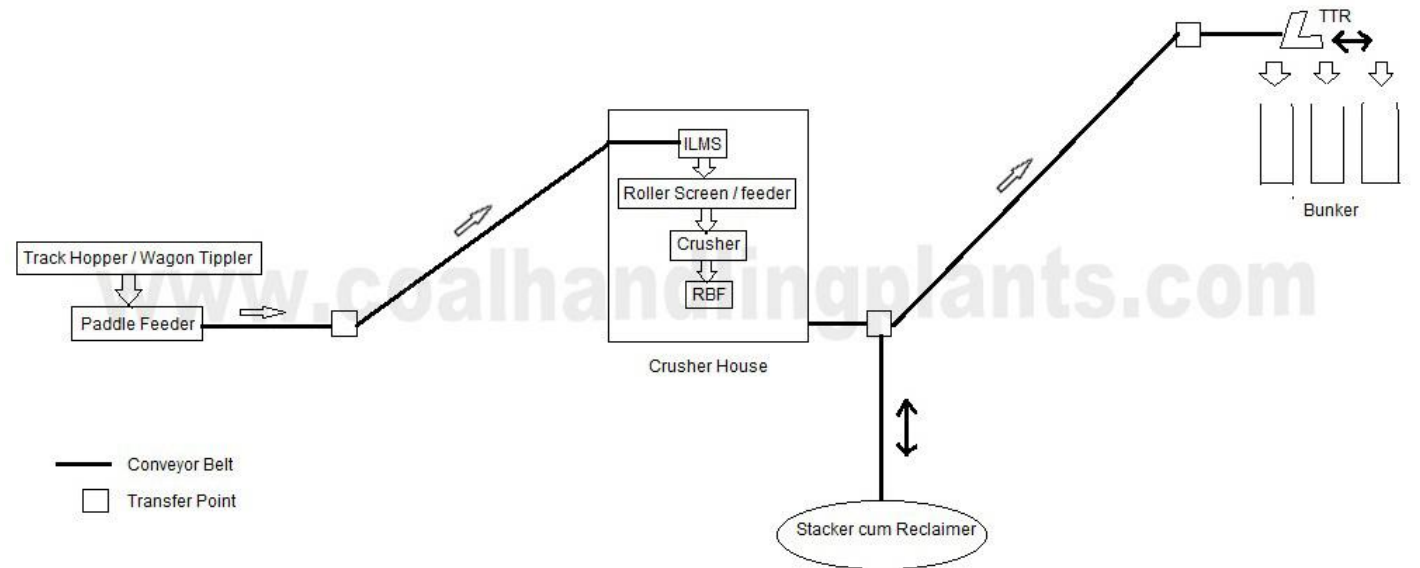 TTR
ILMS
Roller Screen / feeder
Bunker
Crusher
Track Hopper / Wagon Tippler
www.coalhandlingplants.com
RBF
Paddle Feeder
Crusher House
Conveyor Belt
Transfer Point
Stacker cum Reclaimer